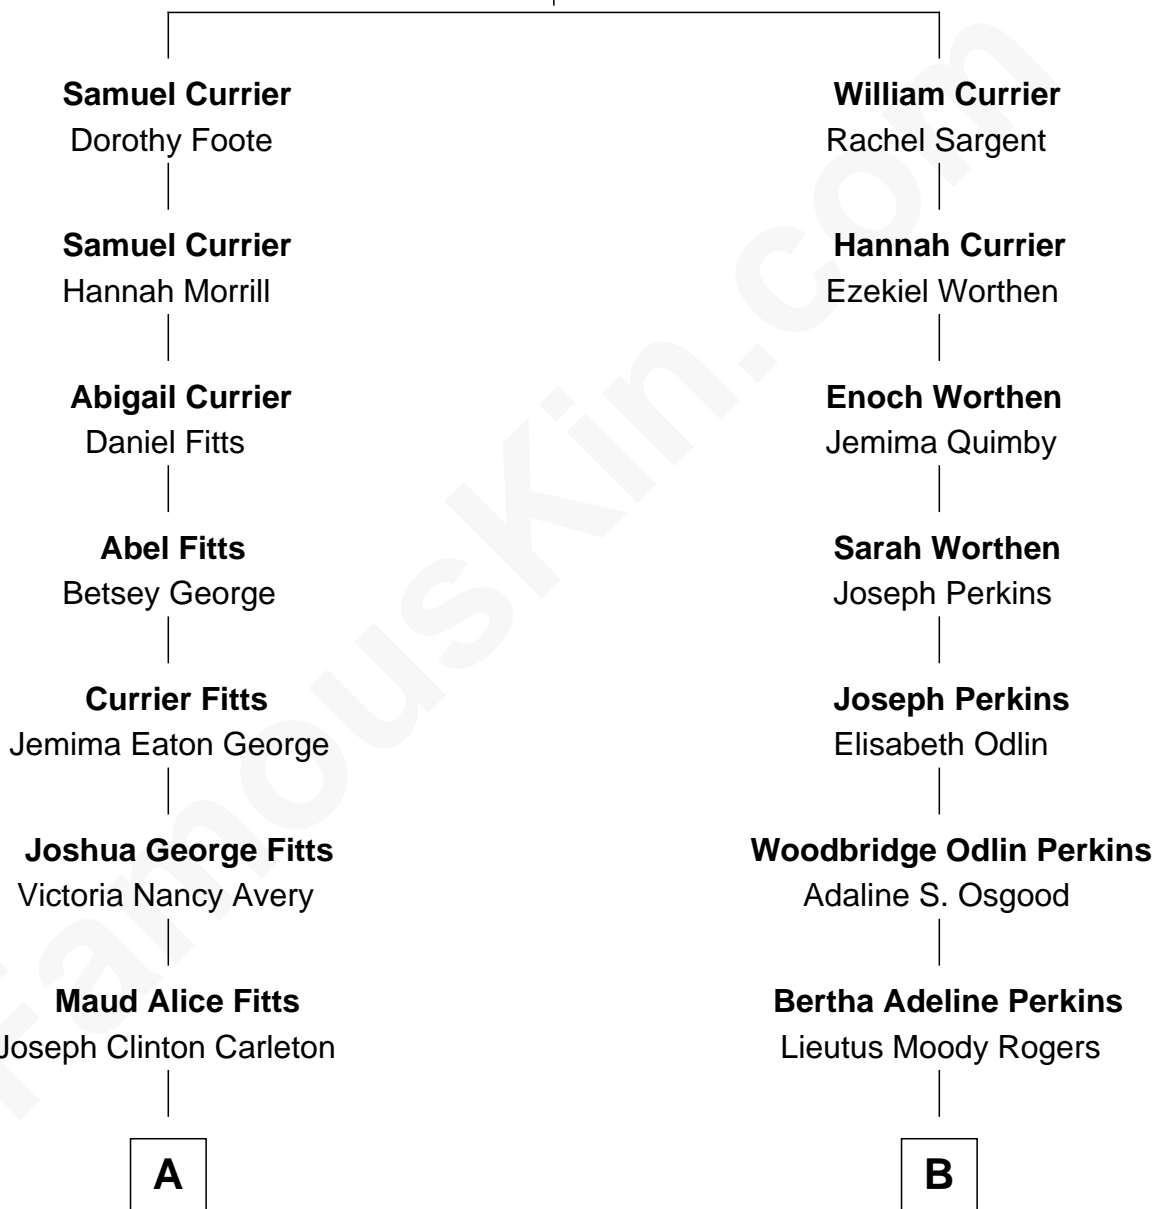 Samuel Currier
Dorothy Foote
Samuel Currier
Hannah Morrill
Abigail Currier
Daniel Fitts
Abel Fitts
Betsey George
Currier Fitts
Jemima Eaton George
Joshua George Fitts
Victoria Nancy Avery
Maud Alice Fitts
Joseph Clinton Carleton
A
William Currier
Rachel Sargent
Hannah Currier
Ezekiel Worthen
Enoch Worthen
Jemima Quimby
Sarah Worthen
Joseph Perkins
Joseph Perkins
Elisabeth Odlin
Woodbridge Odlin Perkins
Adaline S. Osgood
Bertha Adeline Perkins
Lieutus Moody Rogers
B
FamousKin.com